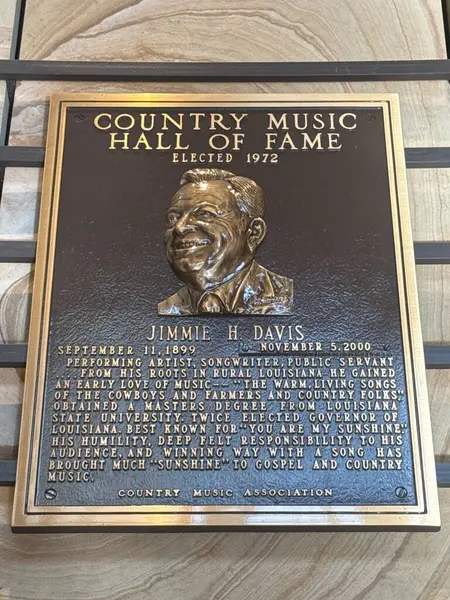 COUNTRY MUSIC
HALL OF FAME
ELECTED 1972
JIMMIE H. DAVIS
SEPTEMBER 11, 1899 NOVEMBER 5, 2000
PERFORMING ARTIST, SONGWRITER, PUBLIC SERVANT
... FROM HIS ROOTS IN RURAL LOUISIANA HE GAINED
AN EARLY LOVE OF MUSIC-- "THE WARM, LIVING SONGS
OF THE COWBOYS AND FARMERS AND COUNTRY FOLKS."
OBTAINED A MASTERS DEGREE FROM LOUISIANA
STATE UNIVERSITY. TWICE ELECTED GOVERNOR OF
LOUISIANA. BEST KNOWN FOR "YOU ARE MY SUNSHINE."
HIS HUMILITY, DEEP FELT RESPONSIBILITY TO HIS
AUDIENCE, AND WINNING WAY WITH A SONG HAS
BROUGHT MUCH "SUNSHINE" TO GOSPEL AND COUNTRY
MUSIC.
COUNTRY MUSIC ASSOCIATION